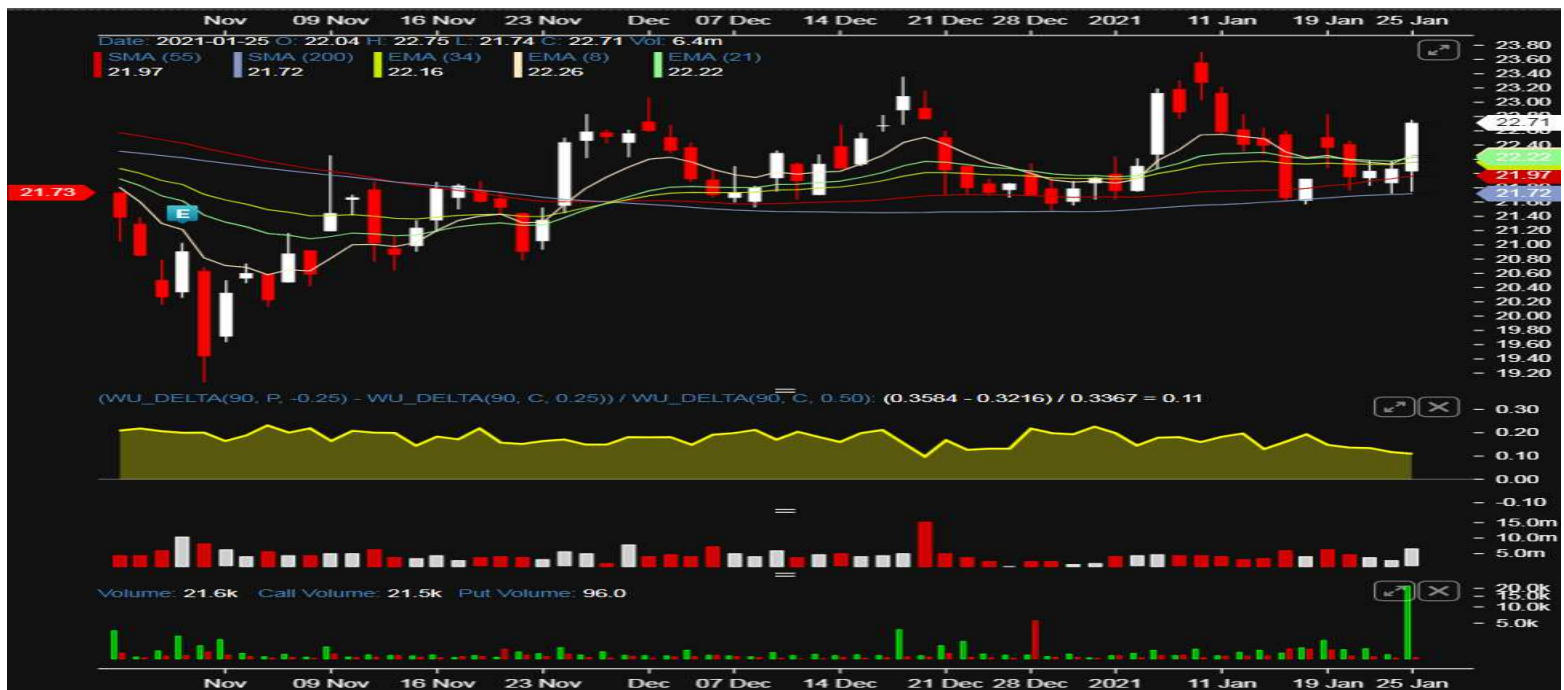 Nov 09 Nov 16 Nov 23 Nov Dec 07 Dec 14 Dec 21 Dec 28 Dec 2021 11 Jan 19 Jan 25 Jan
Date: 2021-01-25 O: 22.04 H: 22.75 L: 21.74 C: 22.71 Vol: 6.4m
SMA (55) SMA (200) EMA (34) EMA (8) EMA (21)
21.97 21.72 22.16 22.26 22.22
23.80
23.60
23.40
23.20
23.00
22.71
22.40
22.22
21.97
21.72
21.73
E
21.40
21.20
21.00
20.80
20.60
20.40
20.20
20.00
19.80
19.60
19.40
19.20
(WU_DELTA(90, P, -0.25) - WU_DELTA(90, C, 0.25)) / WU_DELTA(90, C, 0.50): (0.3584 - 0.3216) / 0.3367 = 0.11
0.30
0.20
0.10
0.00
-0.10
15.0m
10.0m
5.0m
Volume: 21.6k Call Volume: 21.5k Put Volume: 96.0
20.0k
15.0k
10.0k
5.0k
Nov 09 Nov 16 Nov 23 Nov Dec 07 Dec 14 Dec 21 Dec 28 Dec 2021 11 Jan 19 Jan 25 Jan